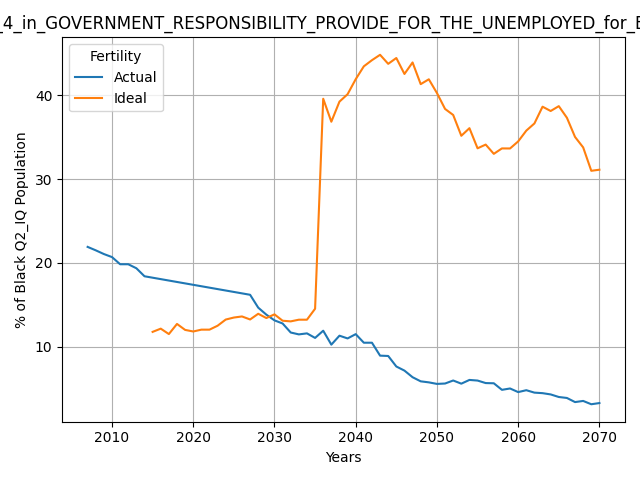 _4_in_GOVERNMENT_RESPONSIBILITY_PROVIDE_FOR_THE_UNEMPLOYED_for_
Fertility
Actual
Ideal
40
30
20
10
% of Black Q2_IQ Population
2010 2020 2030 2040 2050 2060 2070
Years